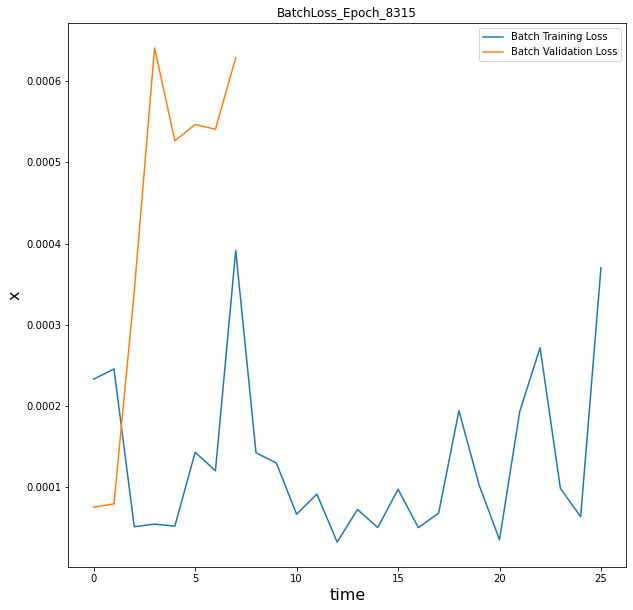 BatchLoss_Epoch_8315
Batch Training Loss
Batch Validation Loss
0.0006
0.0005
0.0004
0.0003
0.0002
0.0001
x
0 5 10 15 20 25
time